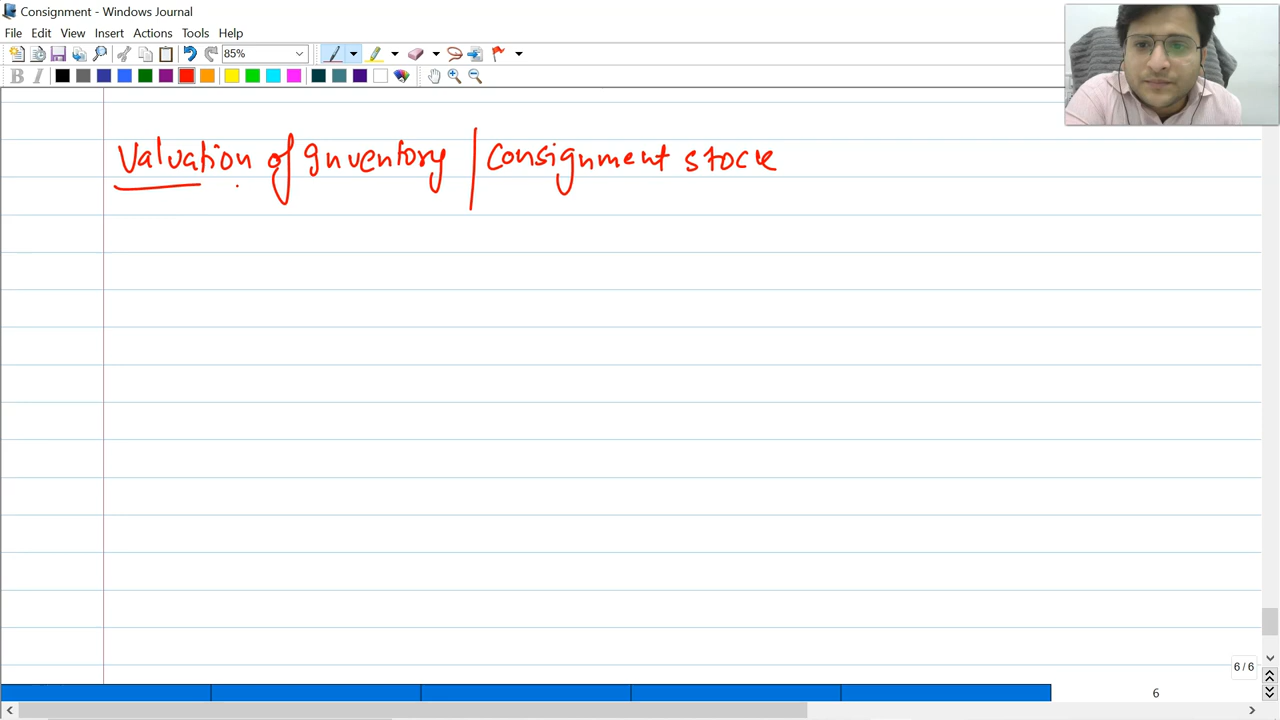 Consignment - Windows Journal
File Edit View Insert Actions Tools Help
85%
B I
Valuation of Inventory | Consignment stock
6 / 6
6